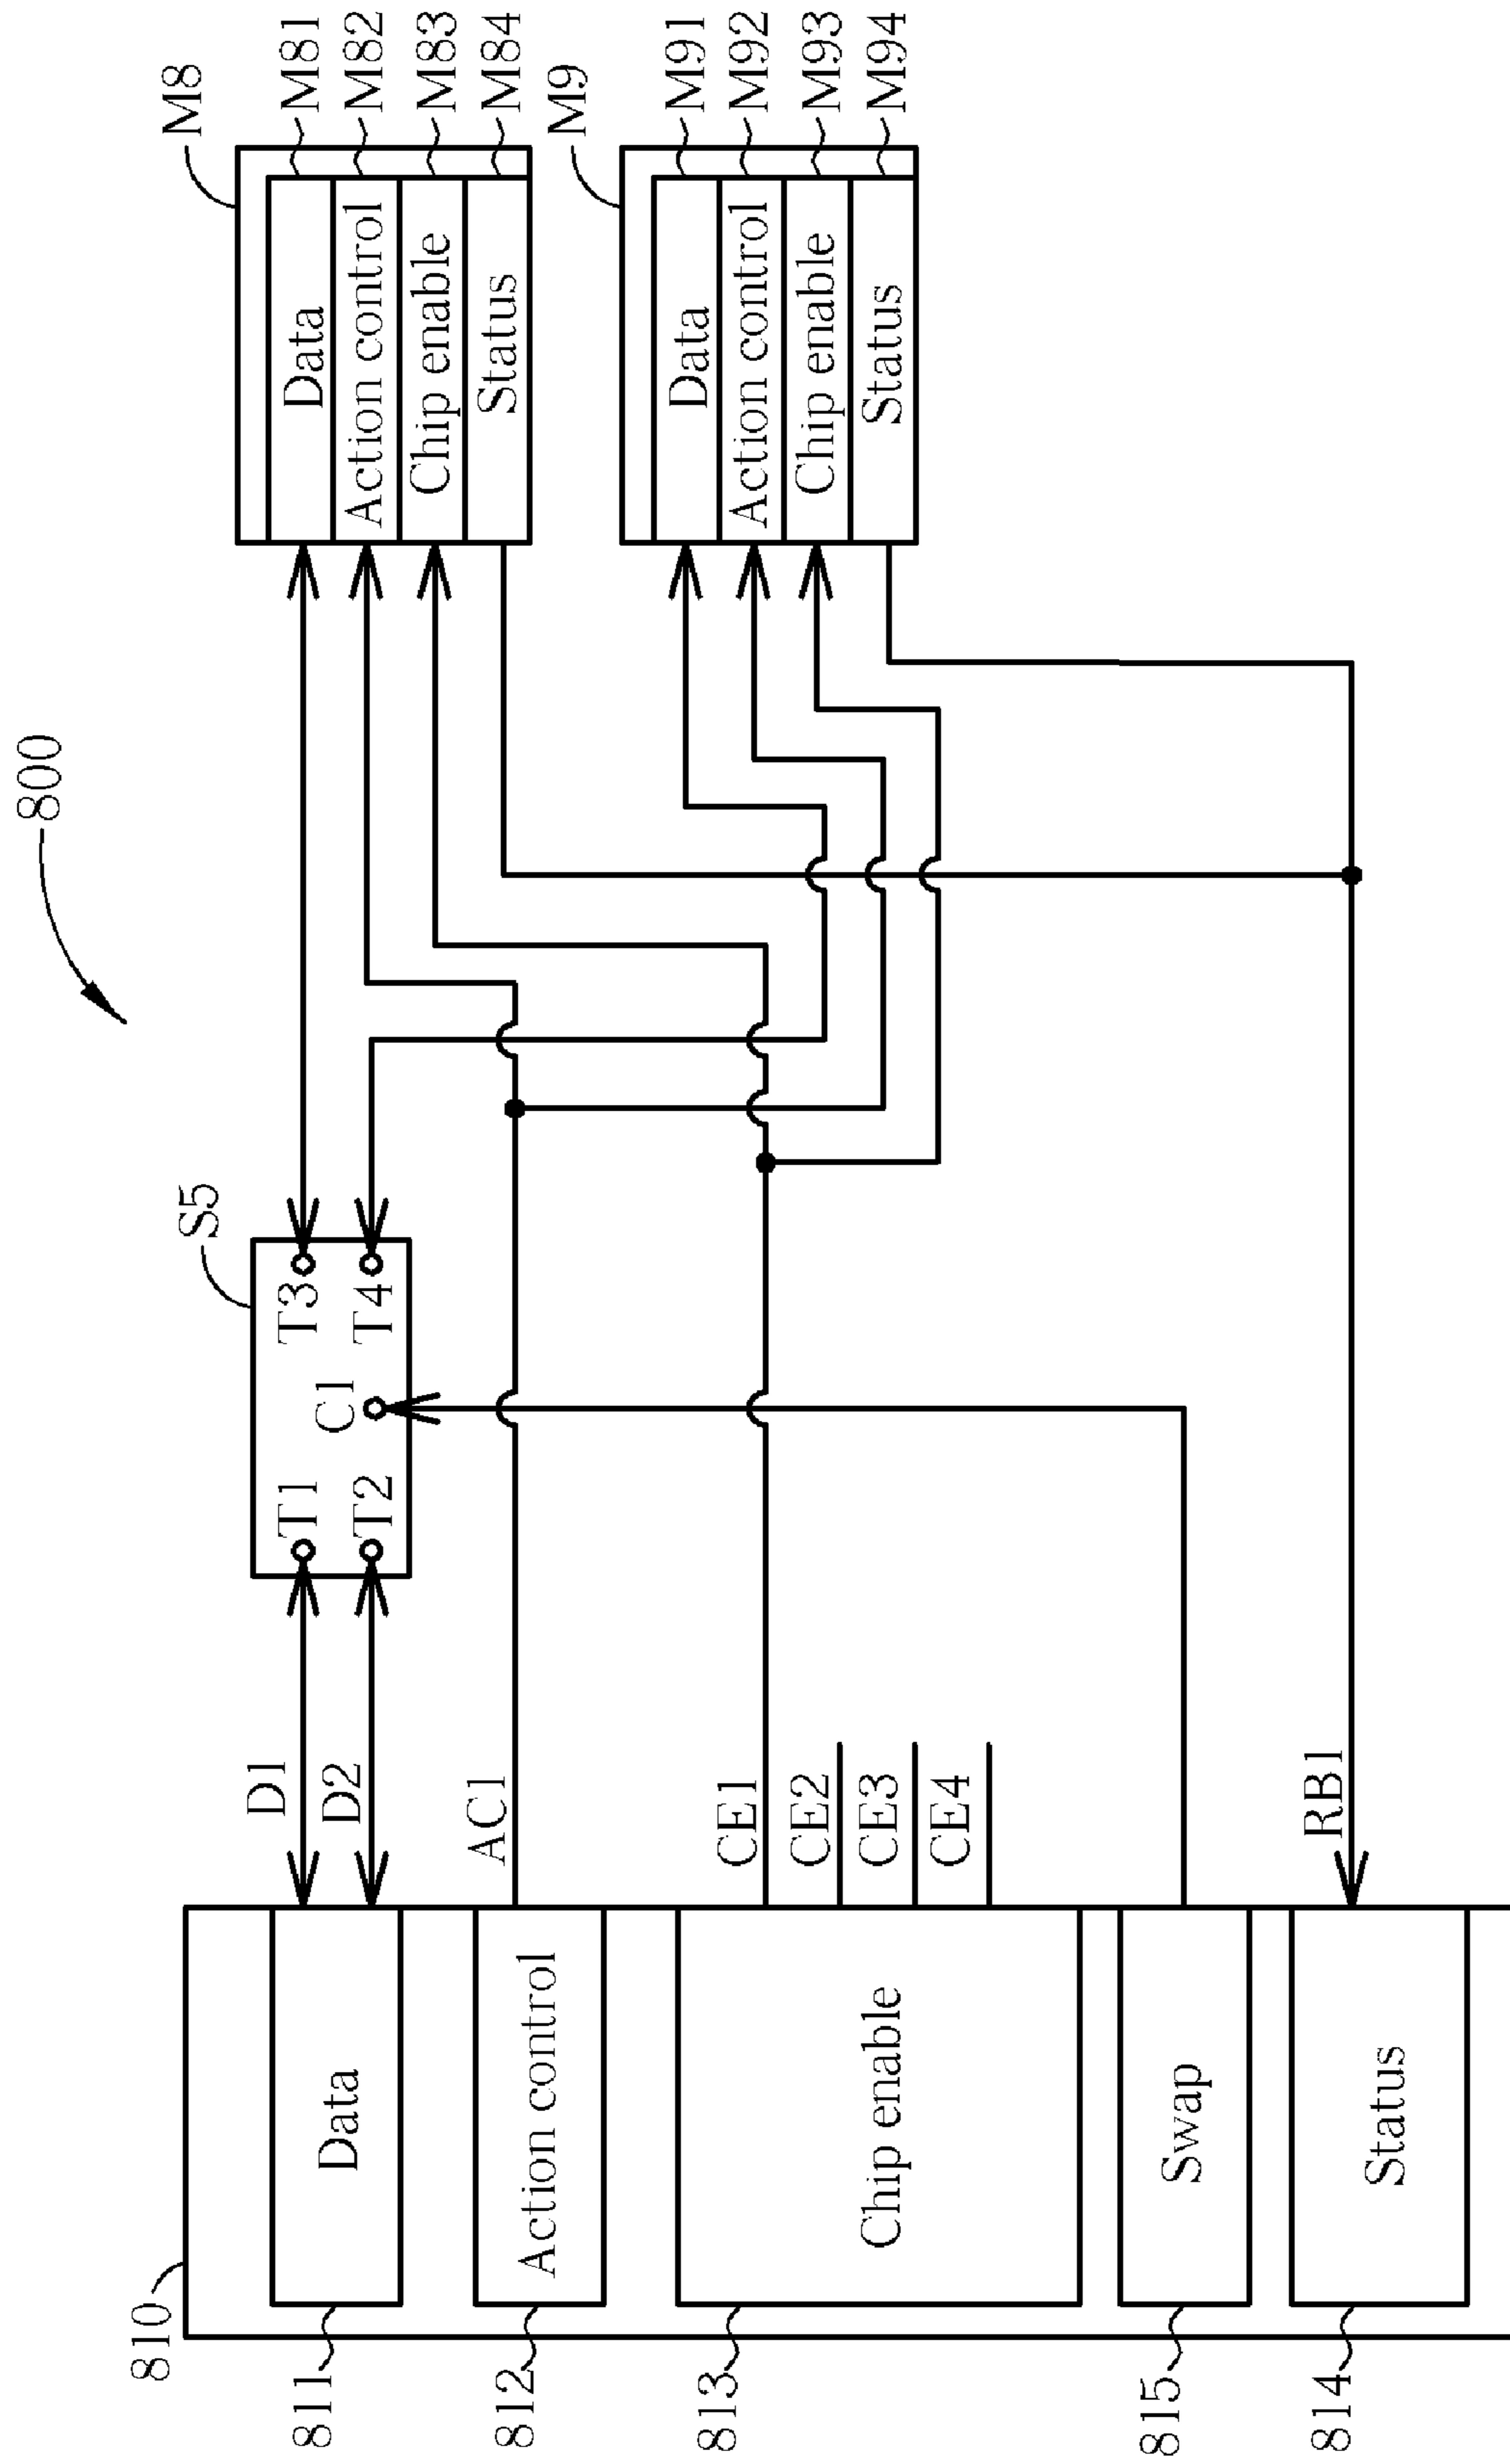 800
810
811
Data
812
Action control
813
Chip enable
815
Swap
814
Status
D1
D2
AC1
CE1
CE2
CE3
CE4
RB1
S5
T1
T2
C1
T3
T4
M8
Data
M81
Action control
M82
Chip enable
M83
Status
M84
M9
Data
M91
Action control
M92
Chip enable
M93
Status
M94